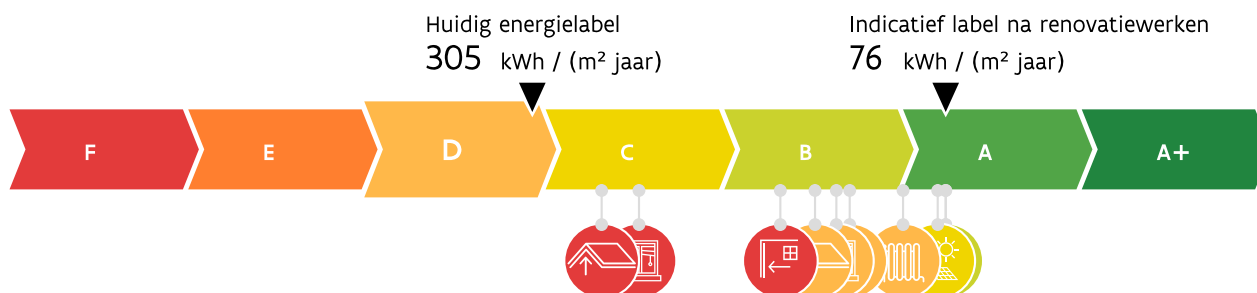 Huidig energielabel
305 kWh / (m² jaar)
Indicatief label na renovatiewerken
76 kWh / (m² jaar)
F E D C B A A+